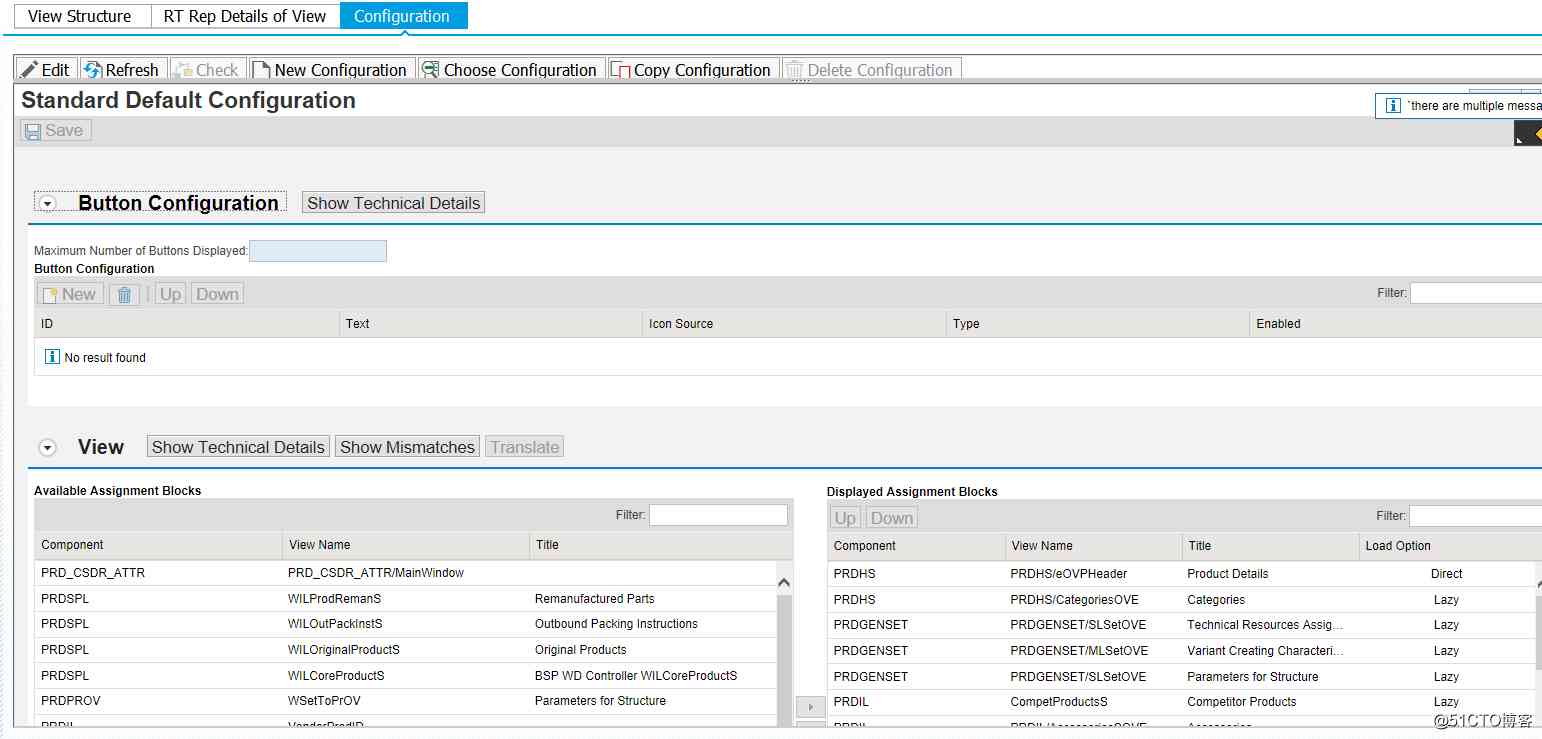 View Structure RT Rep Details of View Configuration
Edit Refresh Check New Configuration Choose Configuration Copy Configuration Delete Configuration
Standard Default Configuration
`there are multiple messa
Save
Button Configuration Show Technical Details
Maximum Number of Buttons Displayed:
Button Configuration
New Up Down Filter:
ID Text Icon Source Type Enabled
No result found
View Show Technical Details Show Mismatches Translate
Available Assignment Blocks
Filter:
Component View Name Title
PRD_CSDR_ATTR PRD_CSDR_ATTR/MainWindow
PRDSPL WILProdRemanS Remanufactured Parts
PRDSPL WILOutPackInstS Outbound Packing Instructions
PRDSPL WILOriginalProductS Original Products
PRDSPL WILCoreProductS BSP WD Controller WILCoreProductS
PRDPROV WSetToPrOV Parameters for Structure
PRDIL VendorProdID
Displayed Assignment Blocks
Up Down Filter:
Component View Name Title Load Option
PRDHS PRDHS/eOVPHeader Product Details Direct
PRDHS PRDHS/CategoriesOVE Categories Lazy
PRDGENSET PRDGENSET/SLSetOVE Technical Resources Assig... Lazy
PRDGENSET PRDGENSET/MLSetOVE Variant Creating Characteri... Lazy
PRDGENSET PRDGENSET/SLSetOVE Parameters for Structure Lazy
PRDIL CompetProductsS Competitor Products Lazy
PRDIL PRDIL/AccessoriesOVE Accessories Lazy
@51CTO博客